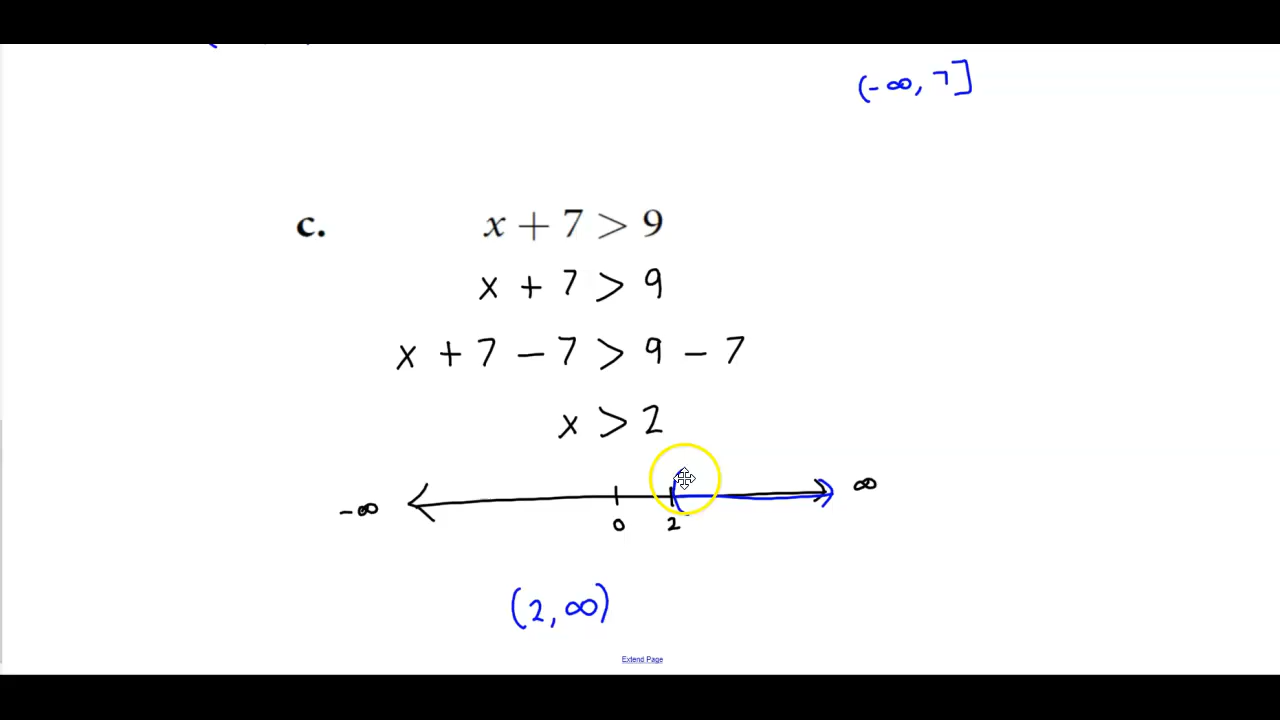 (-∞, 7]
c. x + 7 > 9
x + 7 > 9
x + 7 - 7 > 9 - 7
x > 2
-∞ 0 2 ∞
(2, ∞)
Extend Page